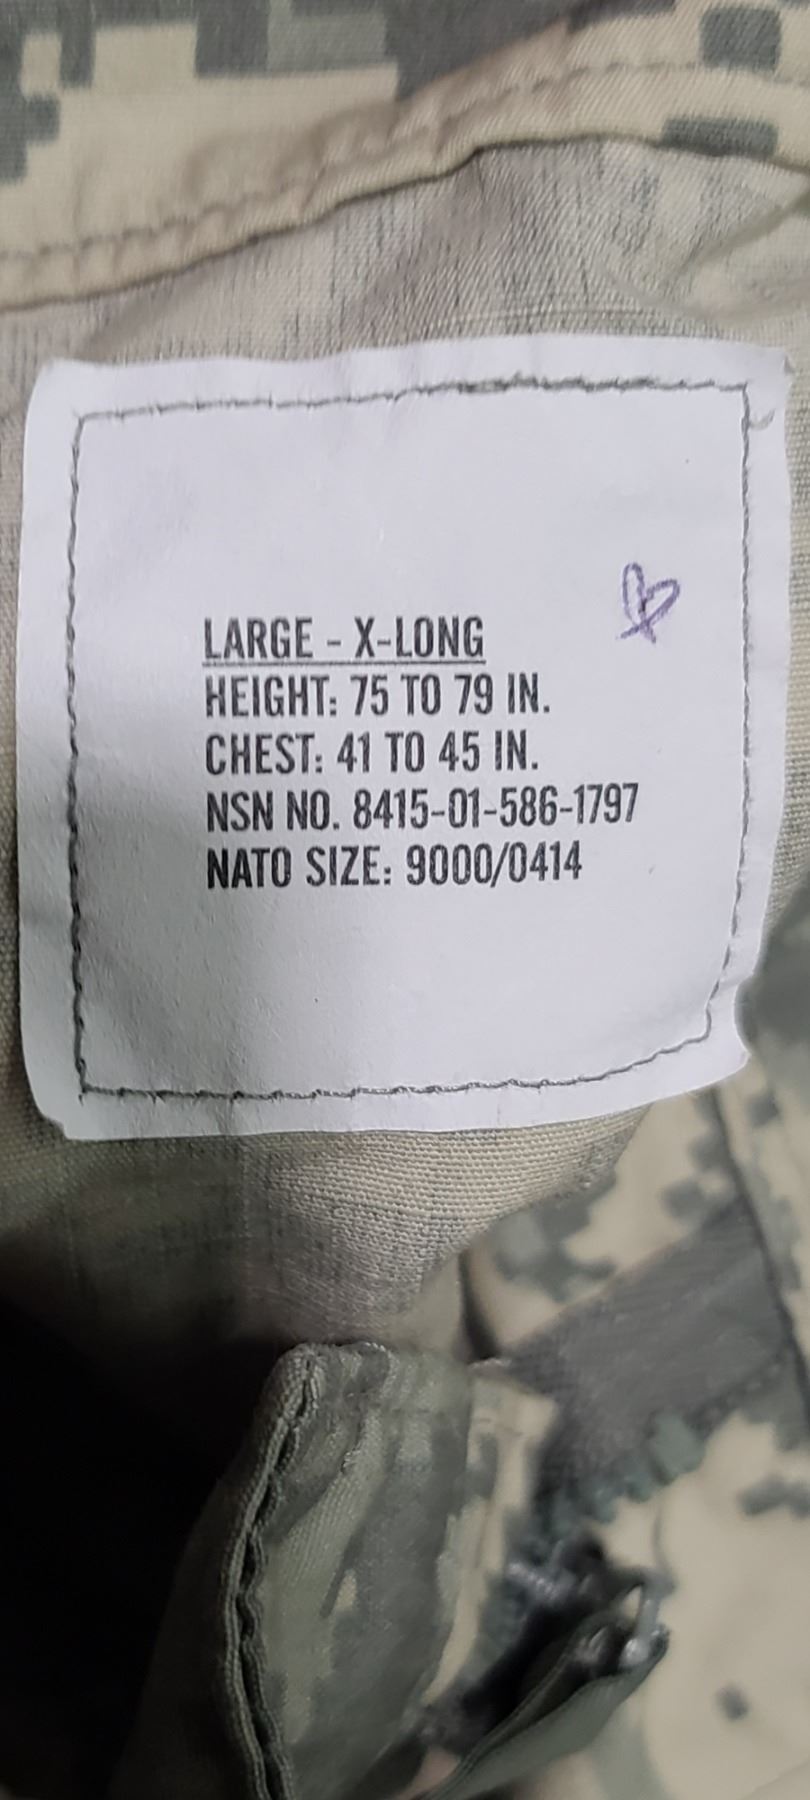 LARGE - X-LONG
HEIGHT: 75 TO 79 IN.
CHEST: 41 TO 45 IN.
NSN NO. 8415-01-586-1797
NATO SIZE: 9000/0414